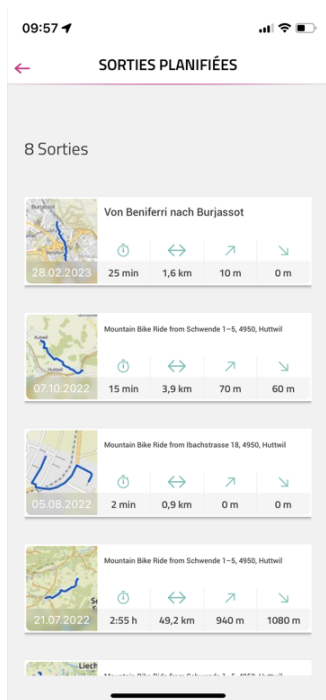 09:57
SORTIES PLANIFIÉES
8 Sorties
Burjassot
Von Beniferri nach Burjassot
28.02.2023
25 min
1,6 km
10 m
0 m
Mountain Bike Ride from Schwende 1-5, 4950, Huttwil
Huttwil
07.10.2022
15 min
3,9 km
70 m
60 m
Mountain Bike Ride from Ibachstrasse 18, 4950, Huttwil
05.08.2022
2 min
0,9 km
0 m
0 m
Mountain Bike Ride from Schwende 1-5, 4950, Huttwil
21.07.2022
2:55 h
49,2 km
940 m
1080 m
Liech